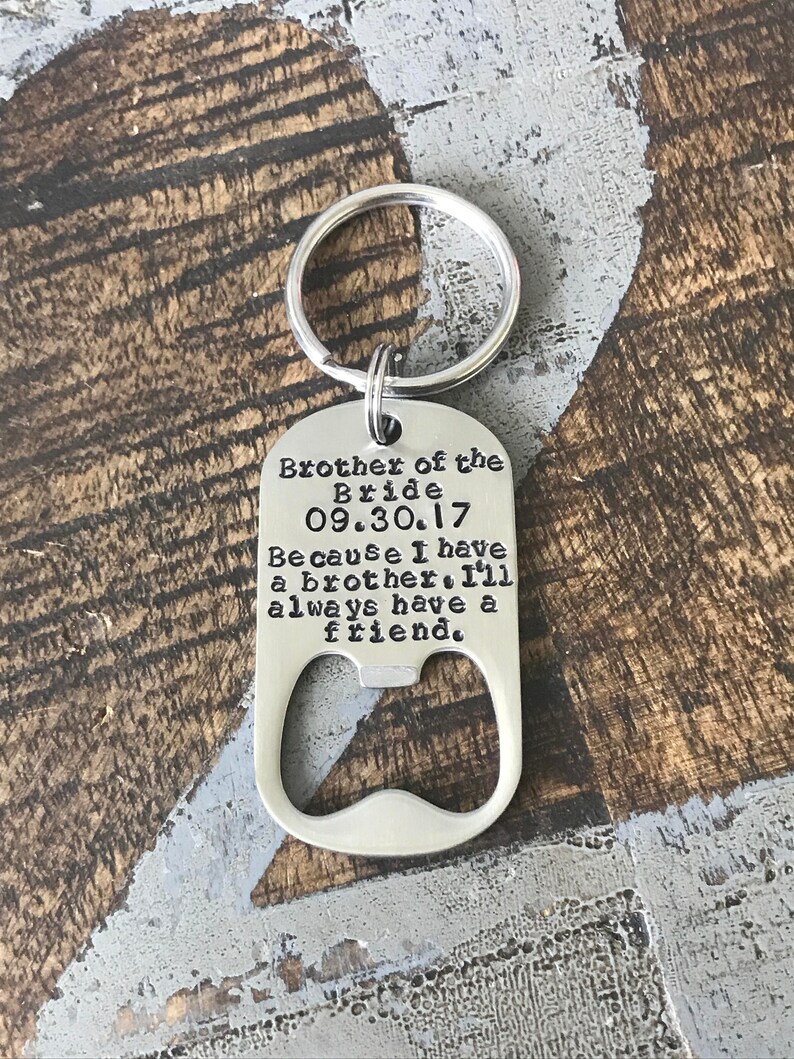 Brother of the
Bride
09.30.17
Because I have
a brother. I'll
always have a
friend.